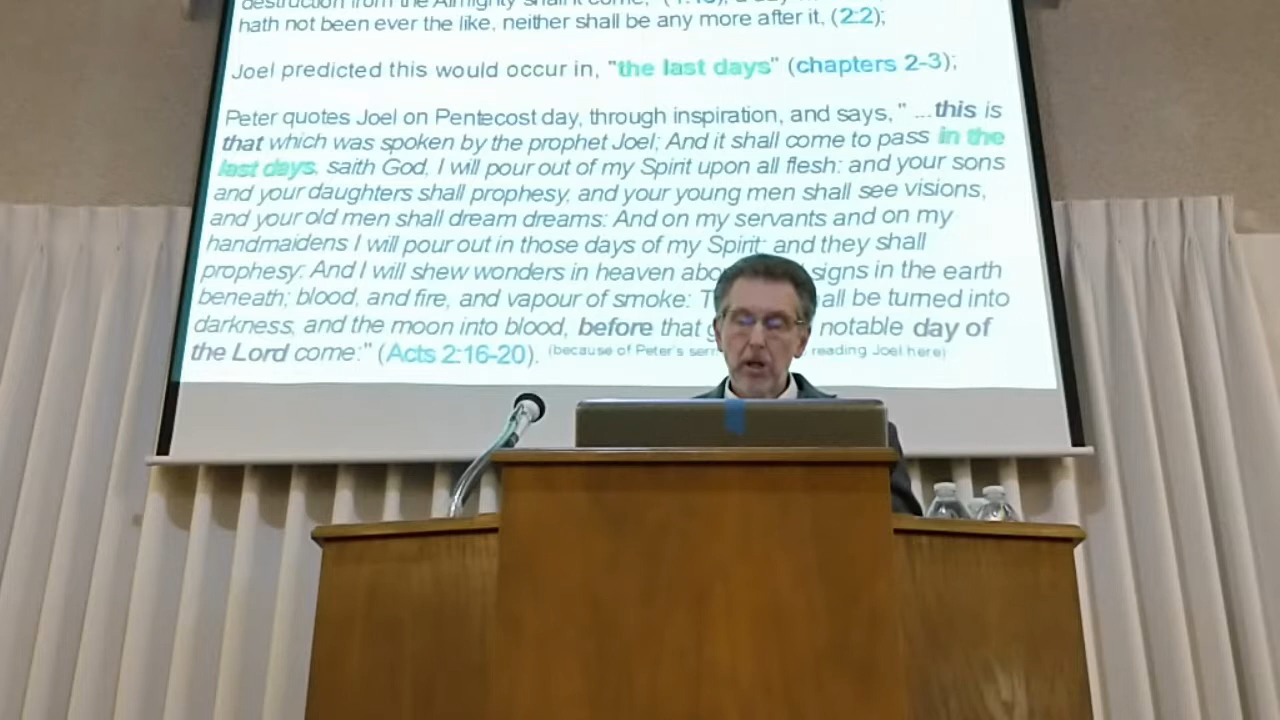 destruction from the Almighty shall it come,
hath not been ever the like, neither shall be any more after it, (2:2);
Joel predicted this would occur in, "the last days" (chapters 2-3);
Peter quotes Joel on Pentecost day, through inspiration, and says," ...this is
that which was spoken by the prophet Joel; And it shall come to pass in the
last days, saith God, I will pour out of my Spirit upon all flesh: and your sons
and your daughters shall prophesy, and your young men shall see visions,
and your old men shall dream dreams: And on my servants and on my
handmaidens I will pour out in those days of my Spirit; and they shall
prophesy: And I will shew wonders in heaven signs in the earth
beneath; blood, and fire, and vapour of smoke: be turned into
darkness, and the moon into blood, before that notable day of
the Lord come:" (Acts 2:16-20). (because of Peter's reading Joel here)